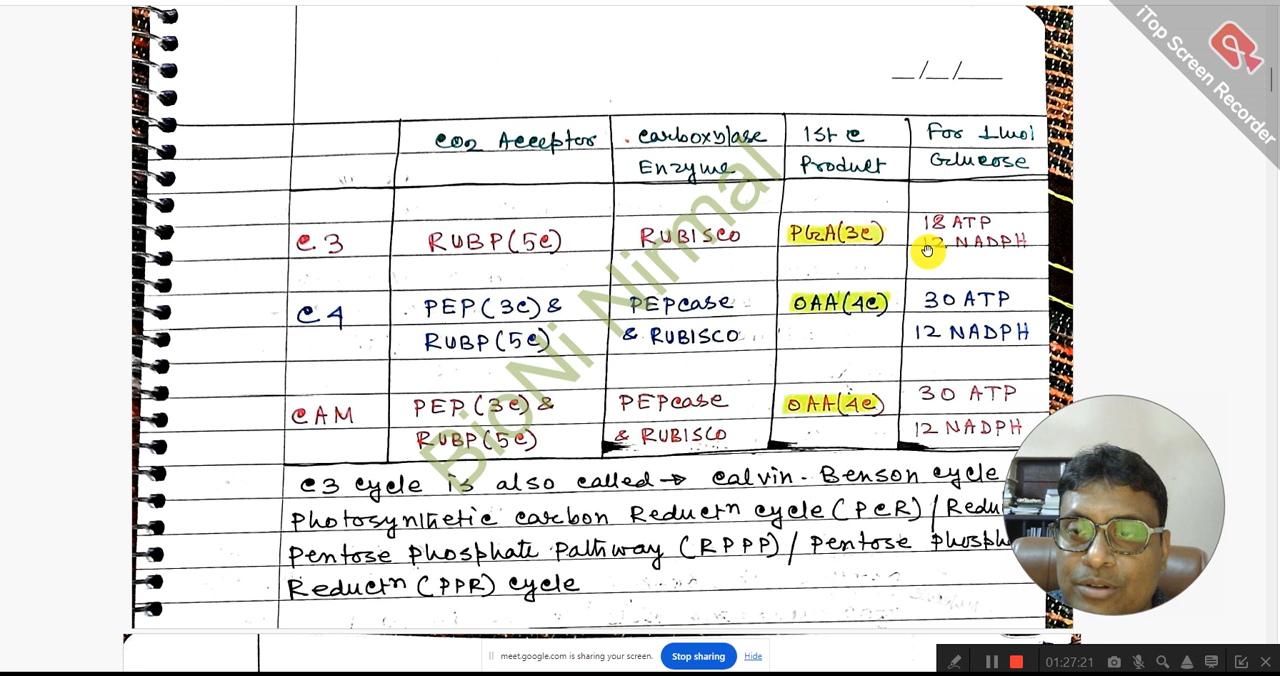 iTop Screen Recorder
_/_/__
CO2 Acceptor
Carboxylase
Enzyme
1st C
Product
For 1mol
Glucose
C3
RUBP(5C)
RUBISCO
PGA(3C)
18 ATP
12 NADPH
C4
PEP(3C) &
RUBP(5C)
PEPcase
& RUBISCO
OAA(4C)
30 ATP
12 NADPH
CAM
PEP(3C) &
RUBP(5C)
PEPcase
& RUBISCO
OAA(4C)
30 ATP
12 NADPH
BioNi Nirmal
C3 cycle is also called → Calvin-Benson cycle
Photosynthetic carbon Reductn cycle (PCR) / Redu
Pentose phosphate Pathway (RPPP) / Pentose phosph
Reductn (PPR) cycle
meet.google.com is sharing your screen.
Stop sharing
Hide
01:27:21